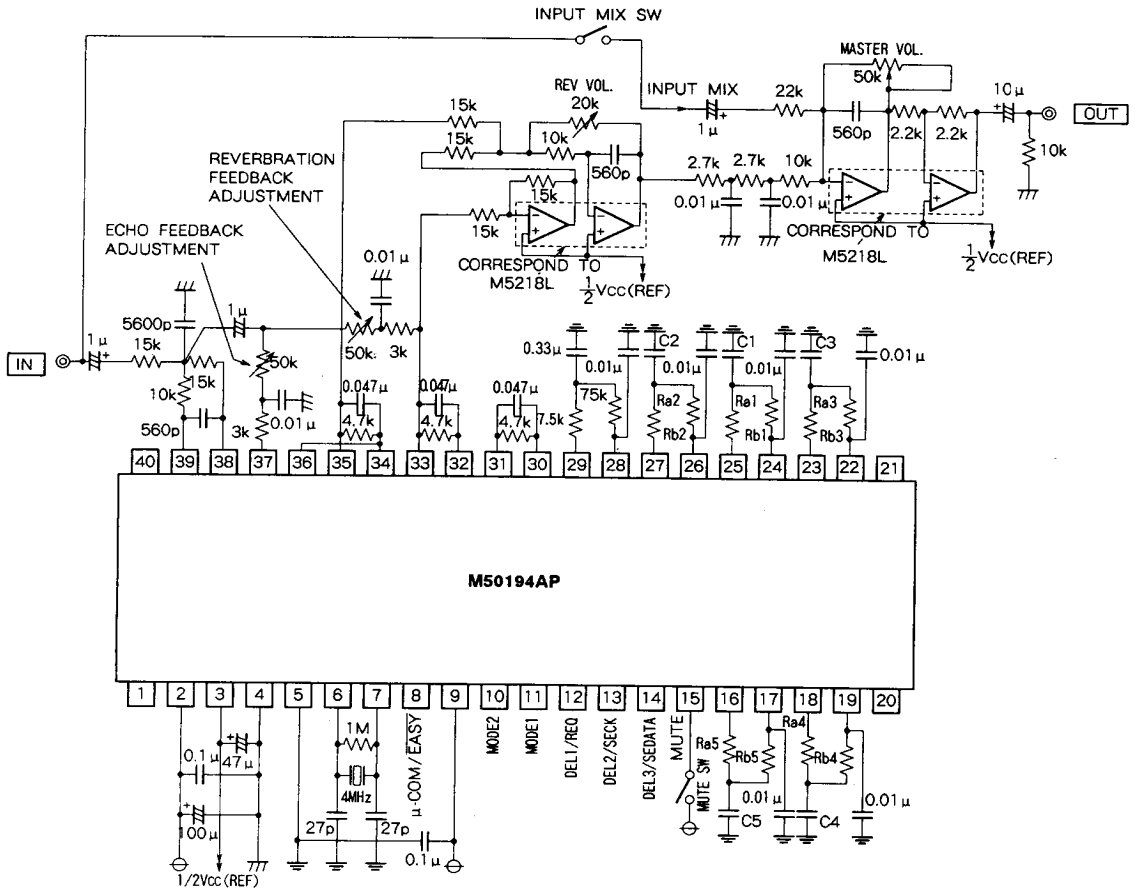 INPUT MIX SW
MASTER VOL.
50k
REV VOL.
20k
INPUT MIX
1μ +
22k
560p
2.2k
2.2k
10μ
+
OUT
10k
15k
15k
10k
560p
15k
15k
2.7k
2.7k
10k
0.01μ
0.01μ
CORRESPOND TO
M5218L
1/2 Vcc(REF)
CORRESPOND TO
M5218L
1/2 Vcc(REF)
REVERBRATION
FEEDBACK
ADJUSTMENT
ECHO FEEDBACK
ADJUSTMENT
0.01μ
5600p
1μ
1μ
+
IN
15k
15k
10k
560p
50k
0.01μ
3k
50k
3k
0.047μ
4.7k
0.047μ
4.7k
0.047μ
4.7k
0.33μ
75k
7.5k
0.01μ
C2
Ra2
Rb2
0.01μ
C1
Ra1
Rb1
0.01μ
C3
Ra3
Rb3
0.01μ
40 39 38 37 36 35 34 33 32 31 30 29 28 27 26 25 24 23 22 21
M50194AP
1 2 3 4 5 6 7 8 9 10 11 12 13 14 15 16 17 18 19 20
0.1μ
+
47μ
+
100μ
1/2Vcc(REF)
1M
4MHz
27p
27p
0.1μ
μ-COM/EASY
MODE2
MODE1
DEL1/REQ
DEL2/SECK
DEL3/SEDATA
MUTE
MUTE SW
Ra5
Rb5
0.01μ
C5
Ra4
Rb4
C4
0.01μ